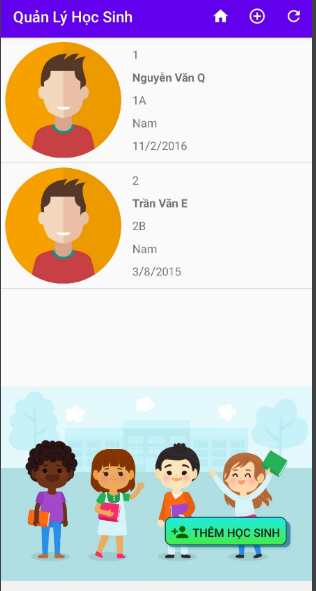 Quản Lý Học Sinh
1
Nguyễn Văn Q
1A
Nam
11/2/2016
2
Trần Văn E
2B
Nam
3/8/2015
THÊM HỌC SINH